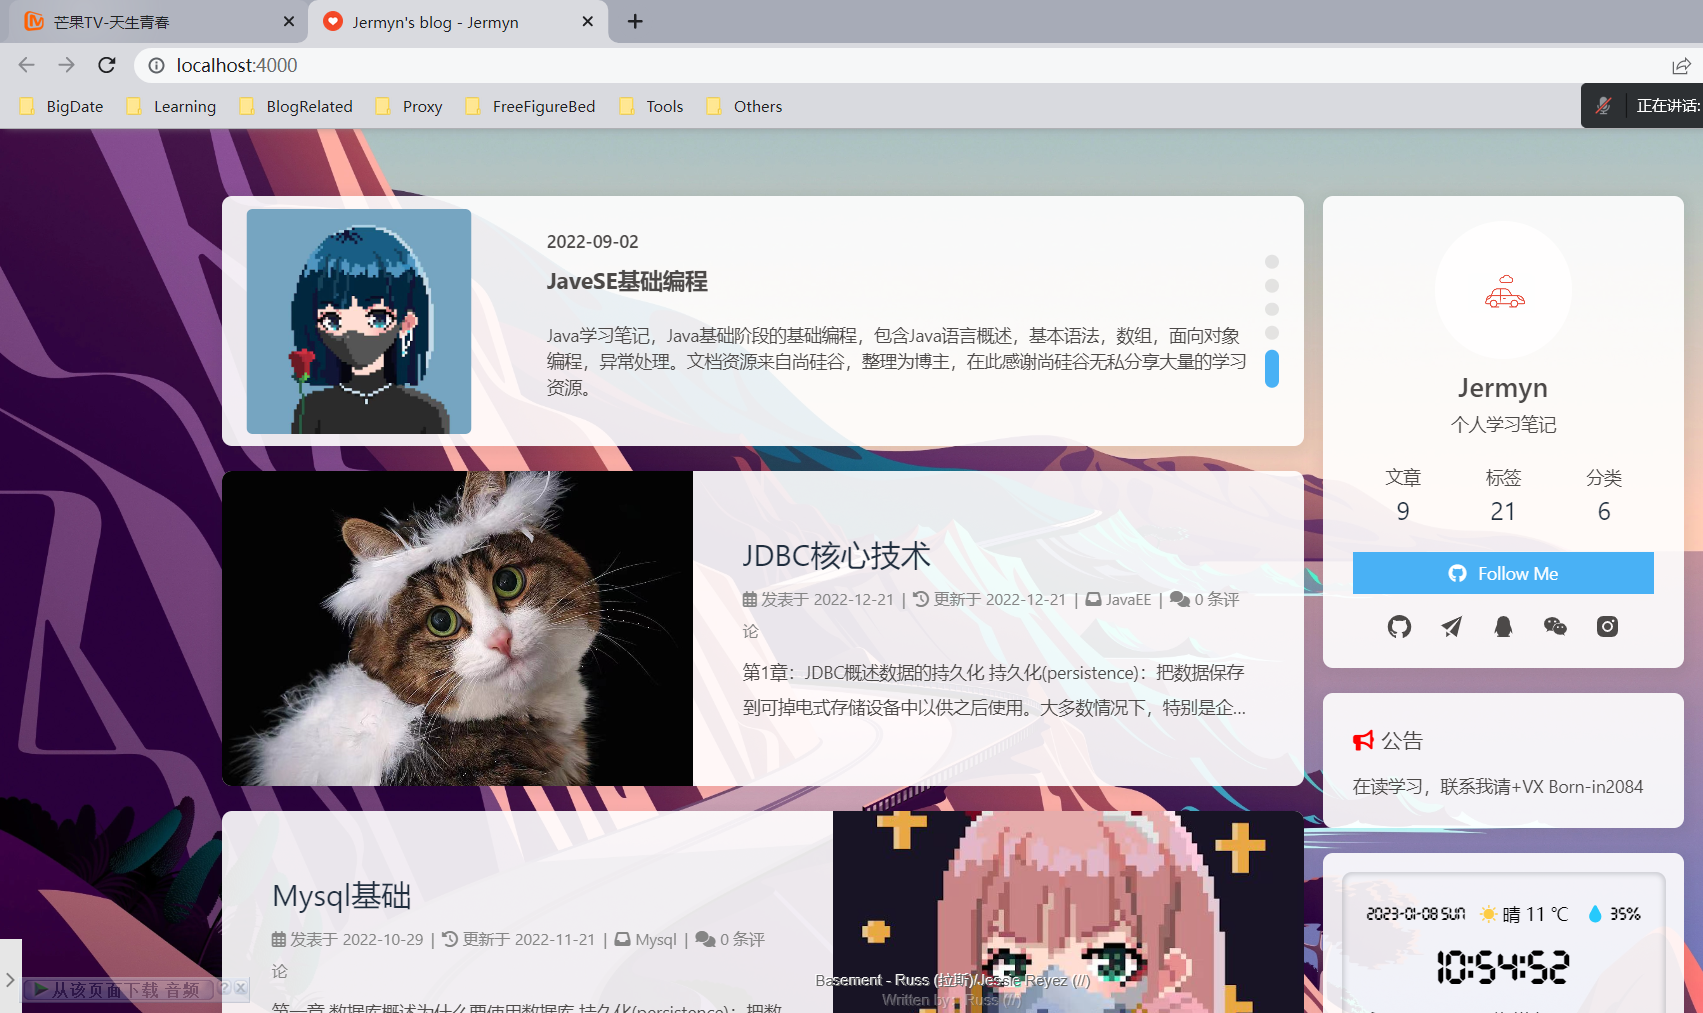 芒果TV-天生青春
Jermyn's blog - Jermyn
localhost:4000
BigDate
Learning
BlogRelated
Proxy
FreeFigureBed
Tools
Others
正在讲话:
2022-09-02
JaveSE基础编程
Java学习笔记，Java基础阶段的基础编程，包含Java语言概述，基本语法，数组，面向对象
编程，异常处理。文档资源来自尚硅谷，整理为博主，在此感谢尚硅谷无私分享大量的学习
资源。
JDBC核心技术
发表于 2022-12-21 | 更新于 2022-12-21 | JavaEE | 0 条评
论
第1章：JDBC概述数据的持久化 持久化(persistence)：把数据保存
到可掉电式存储设备中以供之后使用。大多数情况下，特别是企...
Mysql基础
发表于 2022-10-29 | 更新于 2022-11-21 | Mysql | 0 条评
论
第一章 数据库概述为什么要使用数据库 持久化(persistence)：把数
Jermyn
个人学习笔记
文章 标签 分类
9 21 6
Follow Me
公告
在读学习，联系我请+VX Born-in2084
2023-01-08 SUN 晴 11 ℃ 35%
10:54:52
从该页面下载 音频
Basement - Russ (拉斯)/Jessie Reyez (//)
Written by：Russ (//)